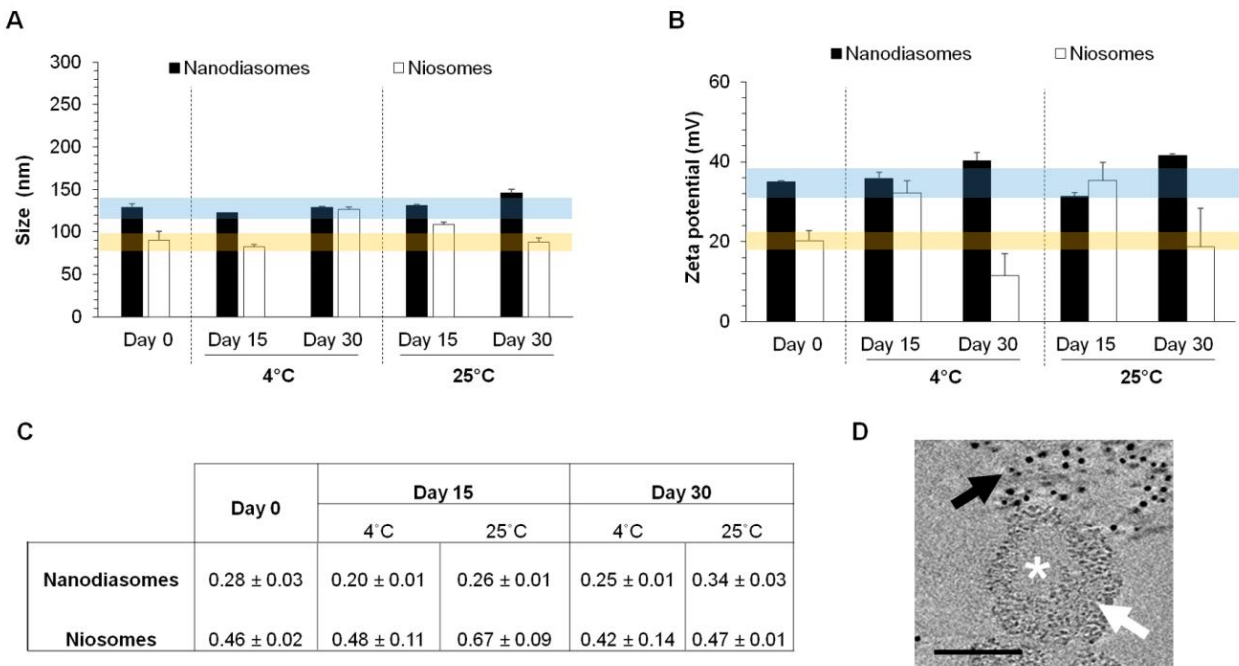 A
Size (nm)
300
250
200
150
100
50
0
Nanodiasomes Niosomes
Day 0 Day 15 Day 30 Day 15 Day 30
4°C 25°C
B
Zeta potential (mV)
60
40
20
0
Nanodiasomes Niosomes
Day 0 Day 15 Day 30 Day 15 Day 30
4°C 25°C
C
Day 0 Day 15 Day 30
4˚C 25˚C 4˚C 25˚C
Nanodiasomes 0.28 ± 0.03 0.20 ± 0.01 0.26 ± 0.01 0.25 ± 0.01 0.34 ± 0.03
Niosomes 0.46 ± 0.02 0.48 ± 0.11 0.67 ± 0.09 0.42 ± 0.14 0.47 ± 0.01
D
*